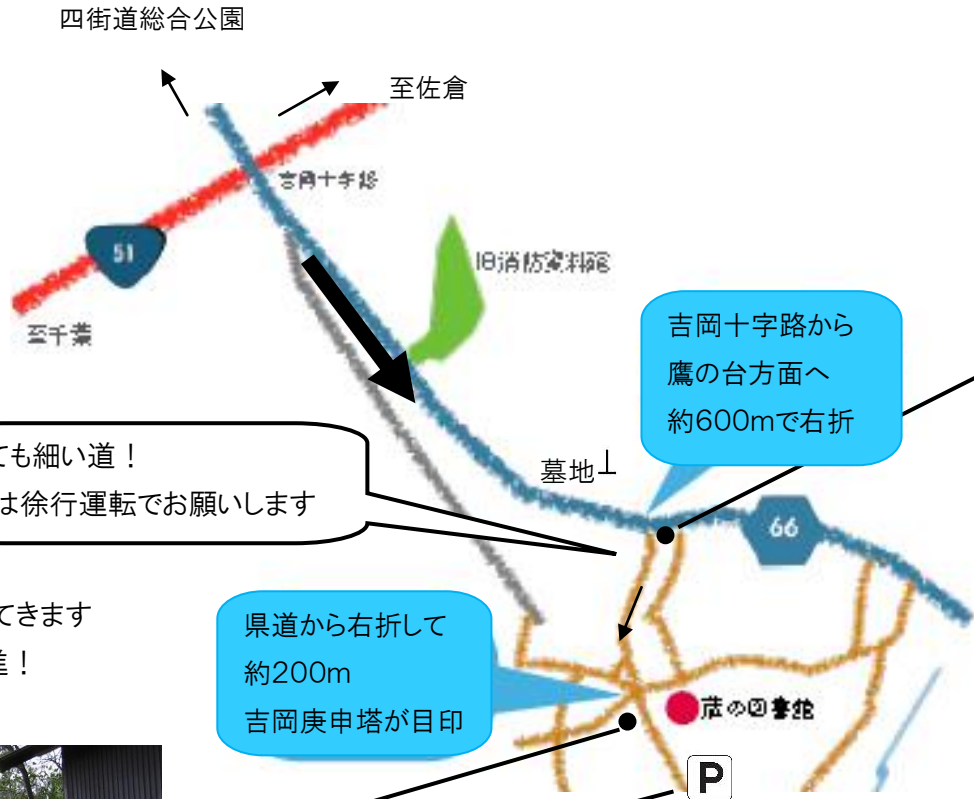 四街道総合公園
至佐倉
吉岡十字路
51
旧消防資料館
至千葉
吉岡十字路から
鷹の台方面へ
約600mで右折
ても細い道！
は徐行運転でお願いします
墓地
66
てきます
進！
県道から右折して
約200m
吉岡庚申塔が目印
蔵の図書館
P